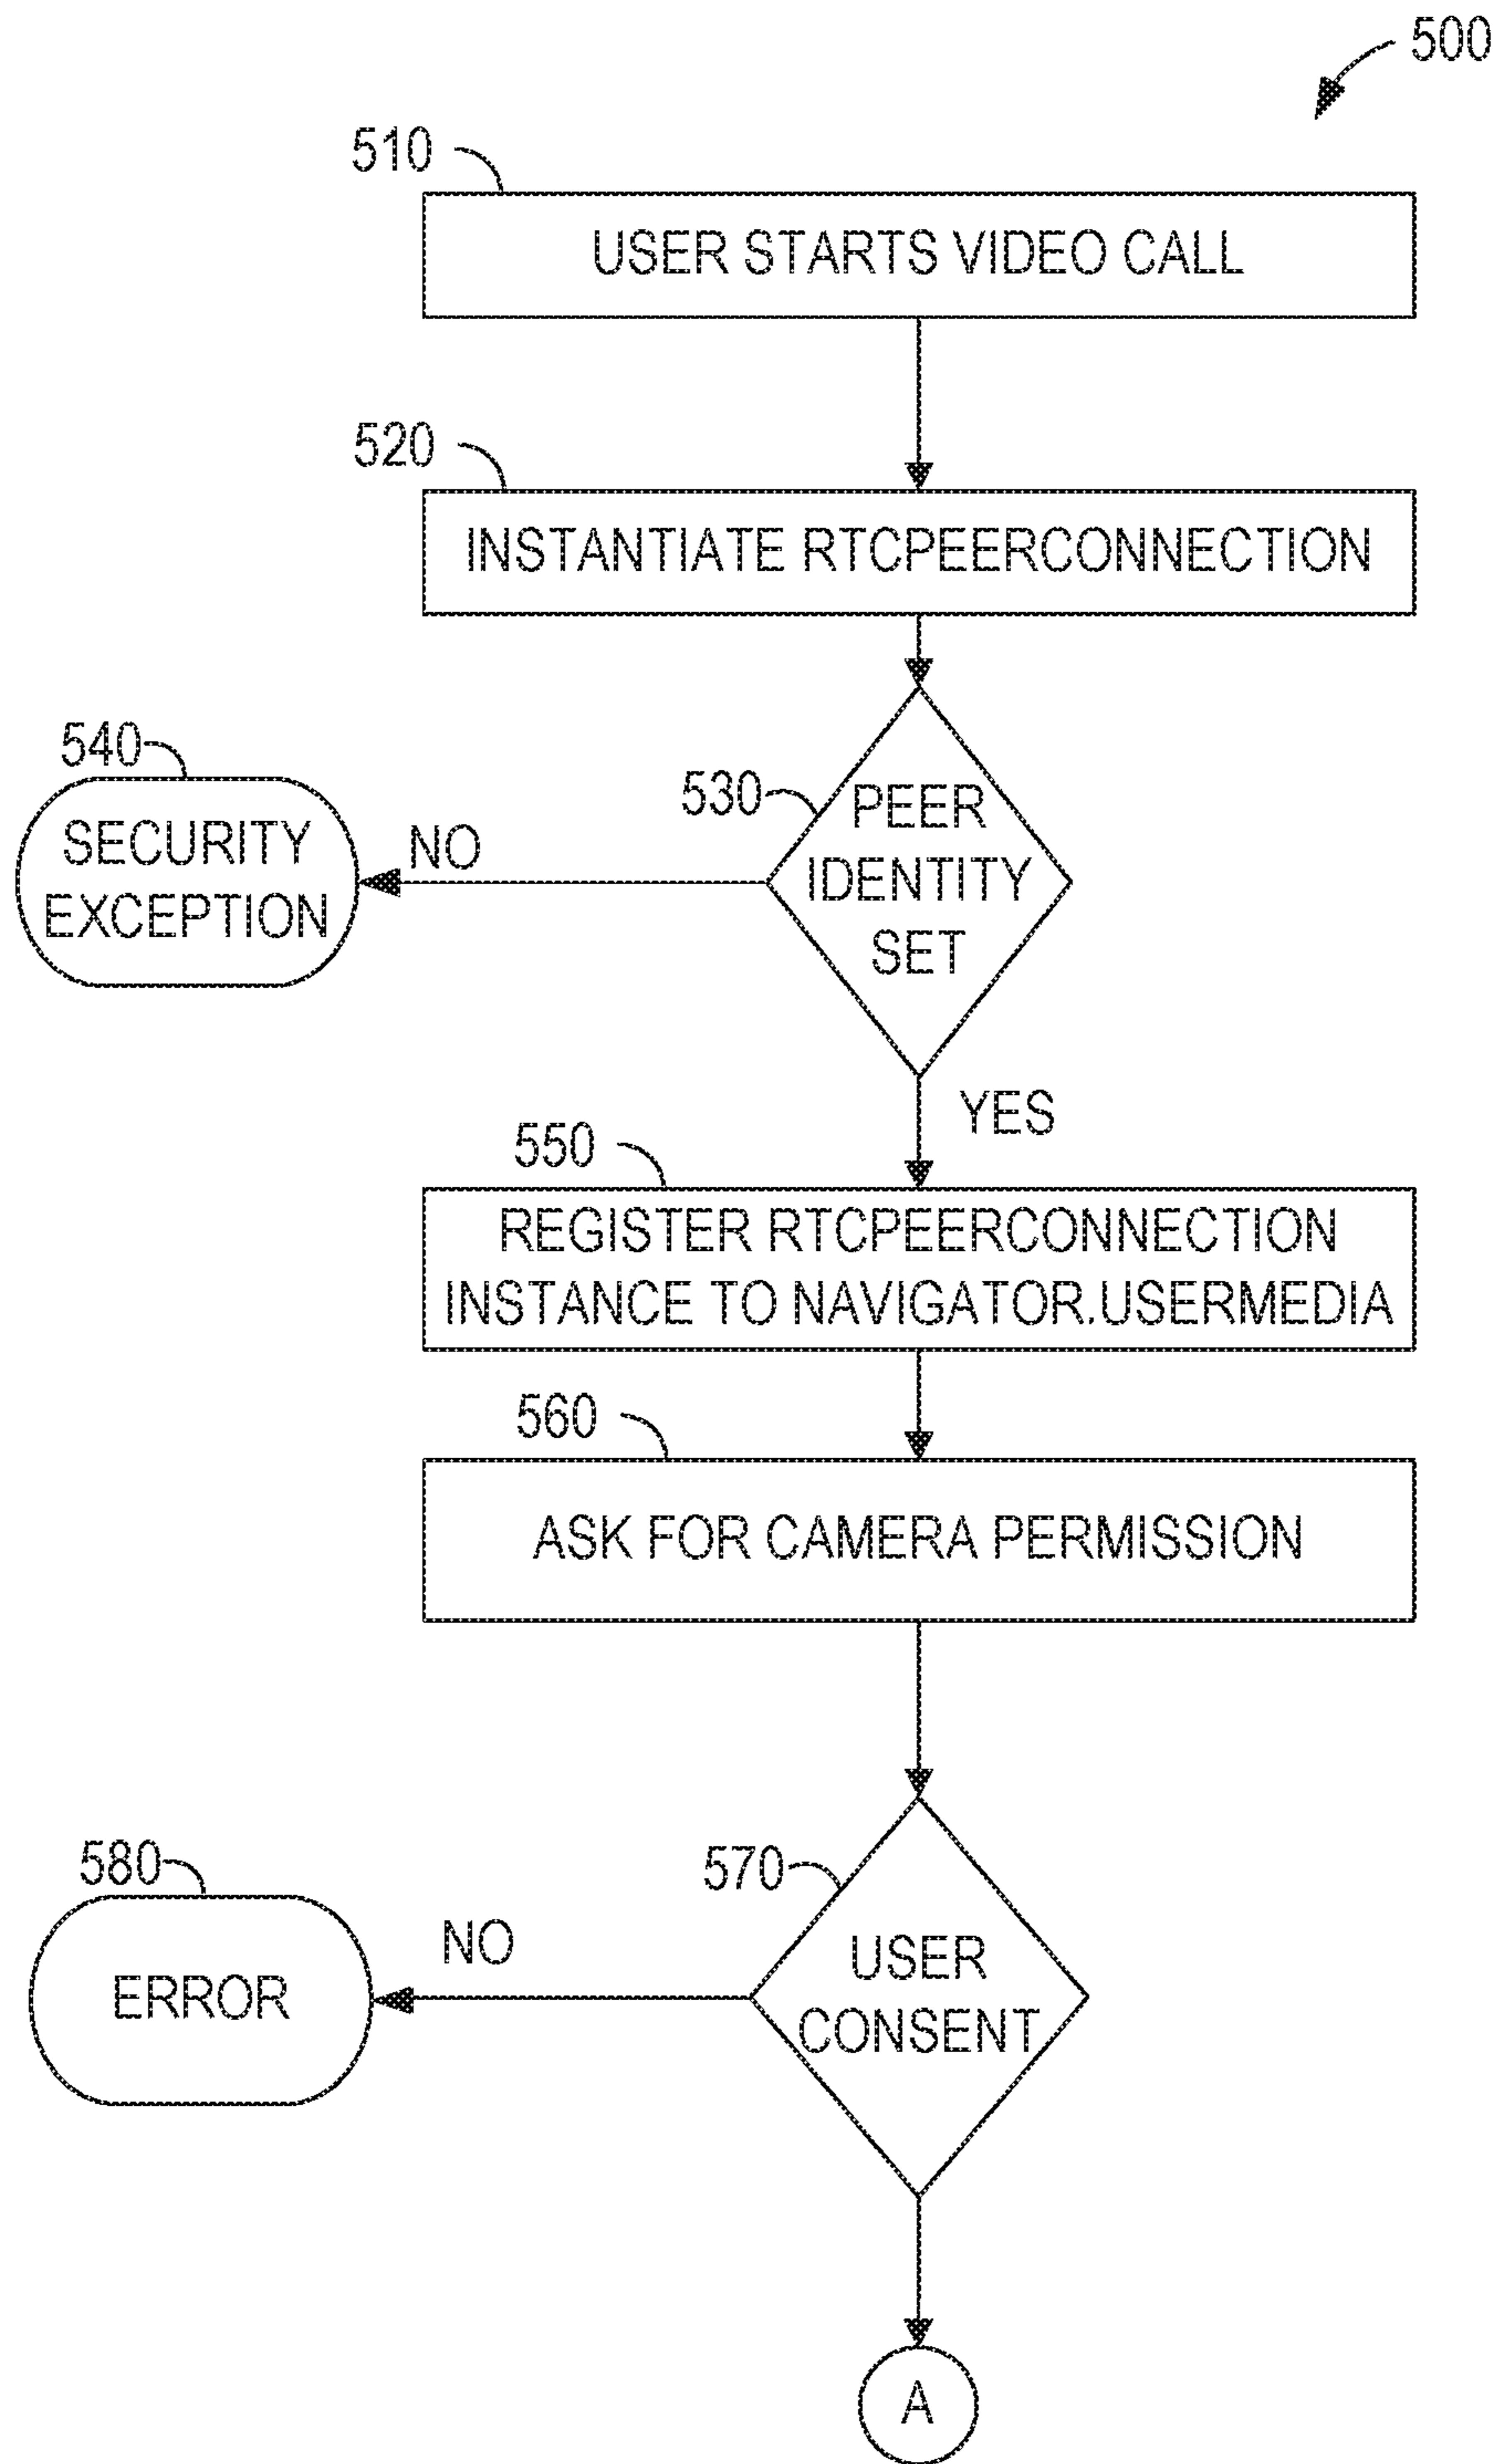 500
510
USER STARTS VIDEO CALL
520
INSTANTIATE RTCPEERCONNECTION
540
530
PEER
IDENTITY
SET
SECURITY
EXCEPTION
NO
YES
550
REGISTER RTCPEERCONNECTION
INSTANCE TO NAVIGATOR.USERMEDIA
560
ASK FOR CAMERA PERMISSION
580
570
NO
USER
CONSENT
ERROR
A